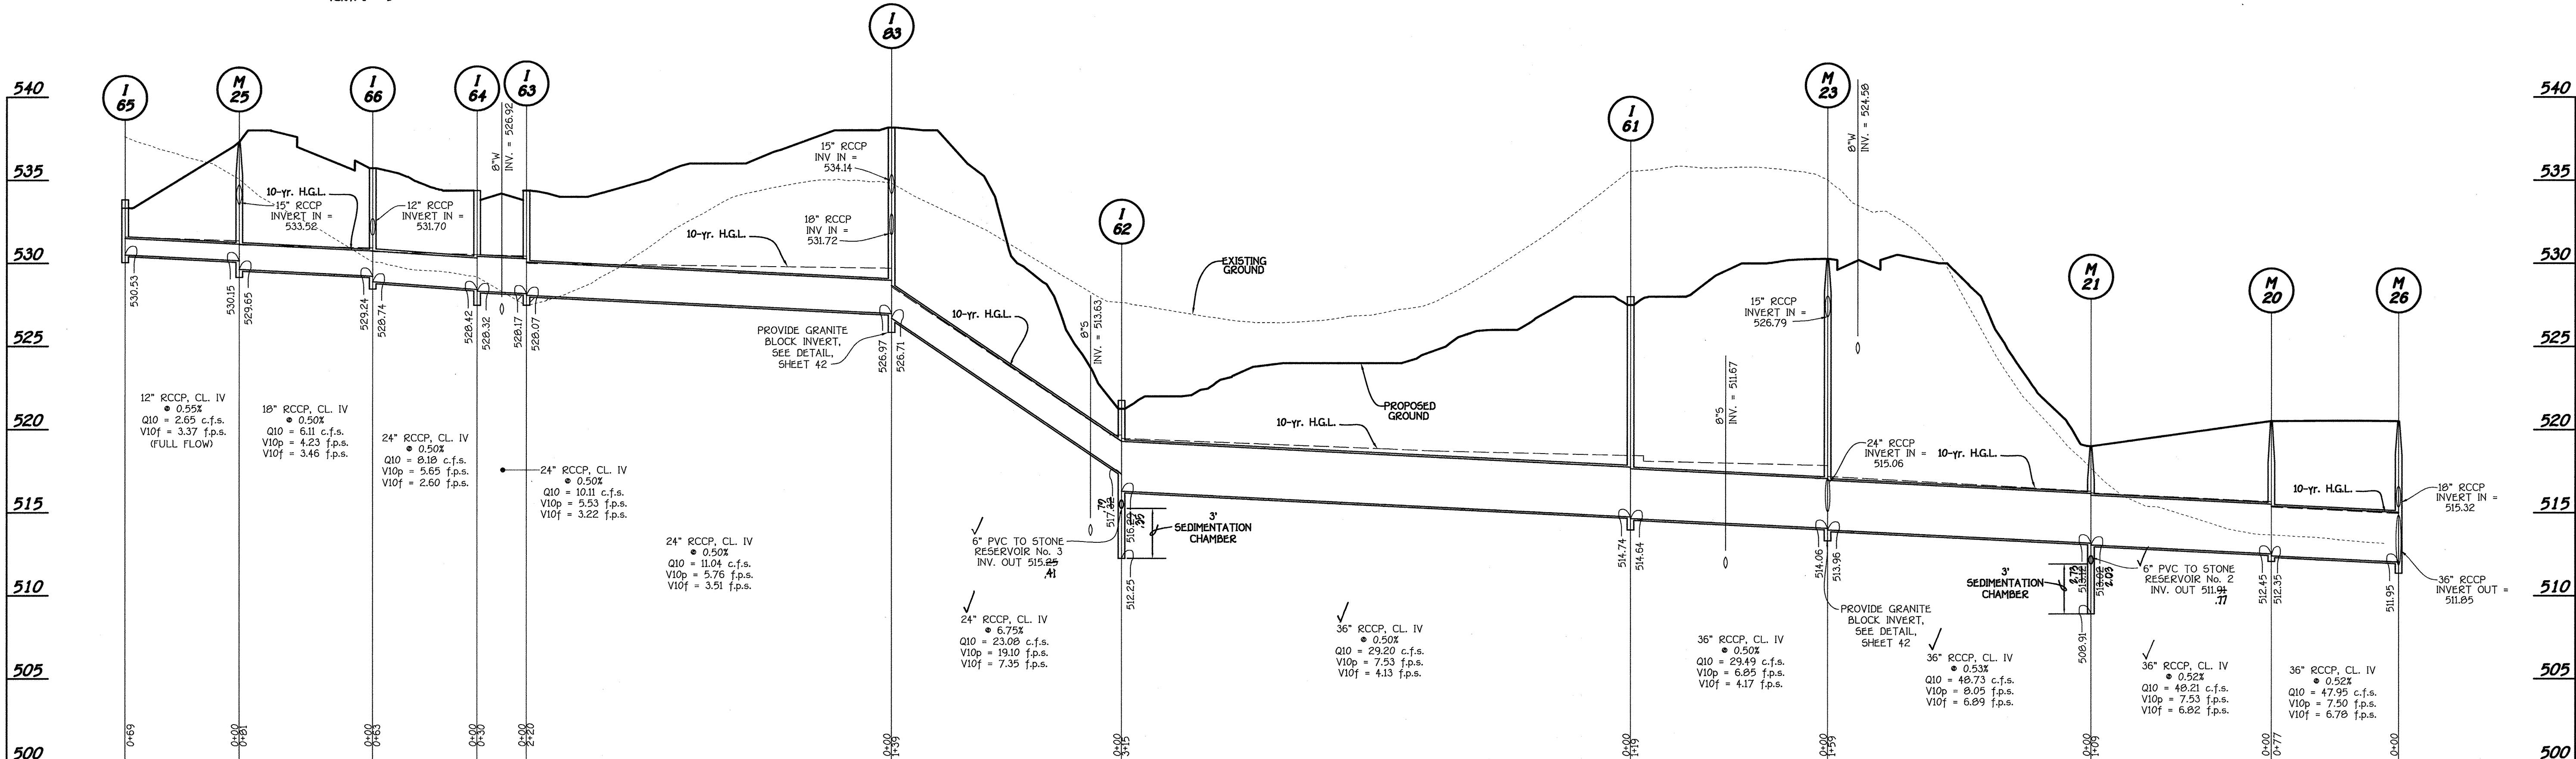 I
65
M
25
I
66
I
64
I
63
I
83
I
62
I
61
M
23
M
21
M
20
M
26
540
535
530
525
520
515
510
505
500
540
535
530
525
520
515
510
505
500
10-yr. H.G.L.
15" RCCP
INVERT IN =
533.52
12" RCCP
INVERT IN =
531.70
8"W
INV. = 526.92
10-yr. H.G.L.
15" RCCP
INV IN =
534.14
18" RCCP
INV IN =
531.72
PROVIDE GRANITE
BLOCK INVERT,
SEE DETAIL,
SHEET 42
10-yr. H.G.L.
8"S
INV. = 513.63
EXISTING
GROUND
PROPOSED
GROUND
10-yr. H.G.L.
15" RCCP
INVERT IN =
526.79
8"S
INV. = 511.67
8"W
INV. = 524.58
24" RCCP
INVERT IN =
515.06
10-yr. H.G.L.
10-yr. H.G.L.
18" RCCP
INVERT IN =
515.32
36" RCCP
INVERT OUT =
511.85
530.53
530.15
529.65
529.24
528.74
528.42
528.32
528.17
528.07
526.97
526.71
517.32
.79
516.29
512.25
514.74
514.64
514.06
513.96
513.12
513.02
508.91
512.45
512.35
511.95
12" RCCP, CL. IV
@ 0.55%
Q10 = 2.65 c.f.s.
V10f = 3.37 f.p.s.
(FULL FLOW)
18" RCCP, CL. IV
@ 0.50%
Q10 = 6.11 c.f.s.
V10p = 4.23 f.p.s.
V10f = 3.46 f.p.s.
24" RCCP, CL. IV
@ 0.50%
Q10 = 8.18 c.f.s.
V10p = 5.65 f.p.s.
V10f = 2.60 f.p.s.
24" RCCP, CL. IV
@ 0.50%
Q10 = 10.11 c.f.s.
V10p = 5.53 f.p.s.
V10f = 3.22 f.p.s.
24" RCCP, CL. IV
@ 0.50%
Q10 = 11.04 c.f.s.
V10p = 5.76 f.p.s.
V10f = 3.51 f.p.s.
6" PVC TO STONE
RESERVOIR No. 3
INV. OUT 515.25
.41
3'
SEDIMENTATION
CHAMBER
24" RCCP, CL. IV
@ 6.75%
Q10 = 23.08 c.f.s.
V10p = 19.10 f.p.s.
V10f = 7.35 f.p.s.
36" RCCP, CL. IV
@ 0.50%
Q10 = 29.20 c.f.s.
V10p = 7.53 f.p.s.
V10f = 4.13 f.p.s.
36" RCCP, CL. IV
@ 0.50%
Q10 = 29.49 c.f.s.
V10p = 6.85 f.p.s.
V10f = 4.17 f.p.s.
PROVIDE GRANITE
BLOCK INVERT,
SEE DETAIL,
SHEET 42
3'
SEDIMENTATION
CHAMBER
36" RCCP, CL. IV
@ 0.53%
Q10 = 48.73 c.f.s.
V10p = 8.05 f.p.s.
V10f = 6.89 f.p.s.
6" PVC TO STONE
RESERVOIR No. 2
INV. OUT 511.91
.77
36" RCCP, CL. IV
@ 0.52%
Q10 = 48.21 c.f.s.
V10p = 7.53 f.p.s.
V10f = 6.82 f.p.s.
36" RCCP, CL. IV
@ 0.52%
Q10 = 47.95 c.f.s.
V10p = 7.50 f.p.s.
V10f = 6.78 f.p.s.
0+69
0+00
0+81
0+00
0+63
0+00
0+30
0+00
2+20
0+00
1+39
0+00
3+15
0+00
1+19
0+00
1+59
0+00
1+09
0+00
0+77
0+00